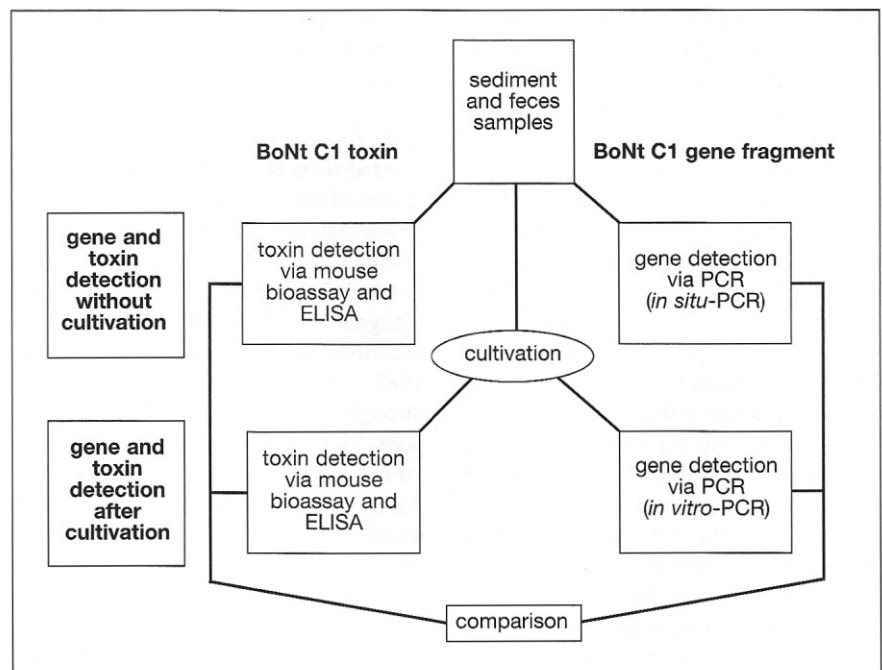 sediment
and feces
samples
BoNt C1 toxin
BoNt C1 gene fragment
gene and
toxin
detection
without
cultivation
toxin detection
via mouse
bioassay and
ELISA
gene detection
via PCR
(in situ-PCR)
cultivation
gene and
toxin
detection
after
cultivation
toxin detection
via mouse
bioassay and
ELISA
gene detection
via PCR
(in vitro-PCR)
comparison